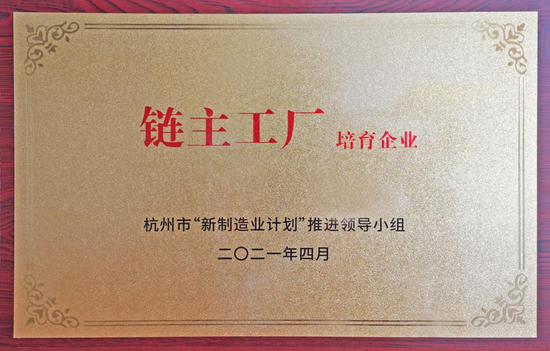 链主工厂 培育企业
杭州市“新制造业计划”推进领导小组
二〇二一年四月